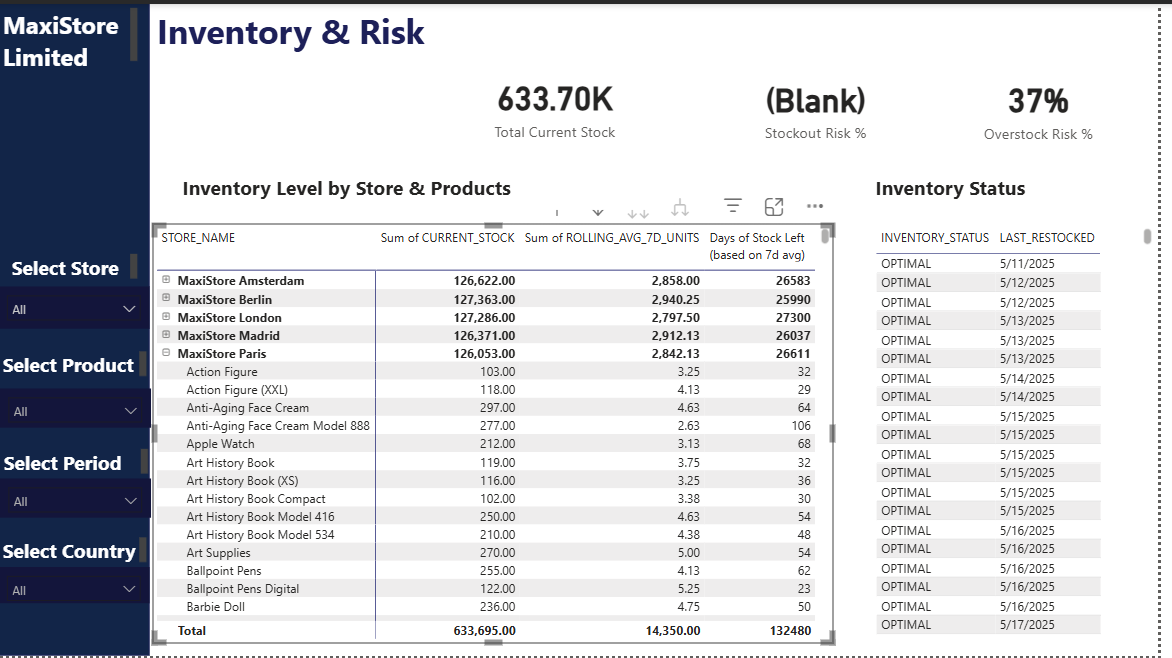 MaxiStore
Limited
Inventory & Risk
633.70K
Total Current Stock
(Blank)
Stockout Risk %
37%
Overstock Risk %
Select Store
All
Select Product
All
Select Period
All
Select Country
All
Inventory Level by Store & Products
STORE_NAME Sum of CURRENT_STOCK Sum of ROLLING_AVG_7D_UNITS Days of Stock Left
(based on 7d avg)
MaxiStore Amsterdam 126,622.00 2,858.00 26583
MaxiStore Berlin 127,363.00 2,940.25 25990
MaxiStore London 127,286.00 2,797.50 27300
MaxiStore Madrid 126,371.00 2,912.13 26037
MaxiStore Paris 126,053.00 2,842.13 26611
Action Figure 103.00 3.25 32
Action Figure (XXL) 118.00 4.13 29
Anti-Aging Face Cream 297.00 4.63 64
Anti-Aging Face Cream Model 888 277.00 2.63 106
Apple Watch 212.00 3.13 68
Art History Book 119.00 3.75 32
Art History Book (XS) 116.00 3.25 36
Art History Book Compact 102.00 3.38 30
Art History Book Model 416 250.00 4.63 54
Art History Book Model 534 210.00 4.38 48
Art Supplies 270.00 5.00 54
Ballpoint Pens 255.00 4.13 62
Ballpoint Pens Digital 122.00 5.25 23
Barbie Doll 236.00 4.75 50
Total 633,695.00 14,350.00 132480
Inventory Status
INVENTORY_STATUS LAST_RESTOCKED
OPTIMAL 5/11/2025
OPTIMAL 5/12/2025
OPTIMAL 5/12/2025
OPTIMAL 5/13/2025
OPTIMAL 5/13/2025
OPTIMAL 5/13/2025
OPTIMAL 5/14/2025
OPTIMAL 5/14/2025
OPTIMAL 5/15/2025
OPTIMAL 5/15/2025
OPTIMAL 5/15/2025
OPTIMAL 5/15/2025
OPTIMAL 5/15/2025
OPTIMAL 5/15/2025
OPTIMAL 5/16/2025
OPTIMAL 5/16/2025
OPTIMAL 5/16/2025
OPTIMAL 5/16/2025
OPTIMAL 5/16/2025
OPTIMAL 5/17/2025